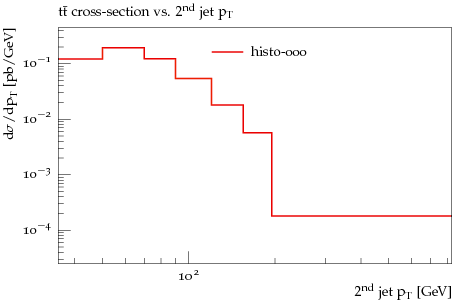 tt̄ cross-section vs. 2nd jet pT
dσ/dpT [pb/GeV]
histo-ooo
10⁻¹
10⁻²
10⁻³
10⁻⁴
10²
2nd jet pT [GeV]